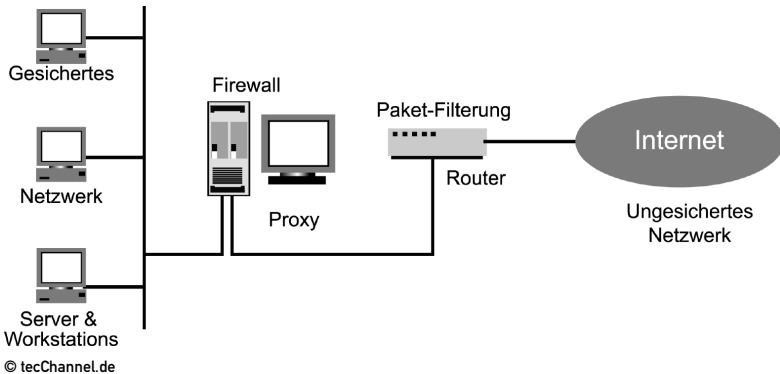 Gesichertes
Netzwerk
Server &
Workstations
Firewall
Proxy
Paket-Filterung
Router
Internet
Ungesichertes
Netzwerk
© tecChannel.de